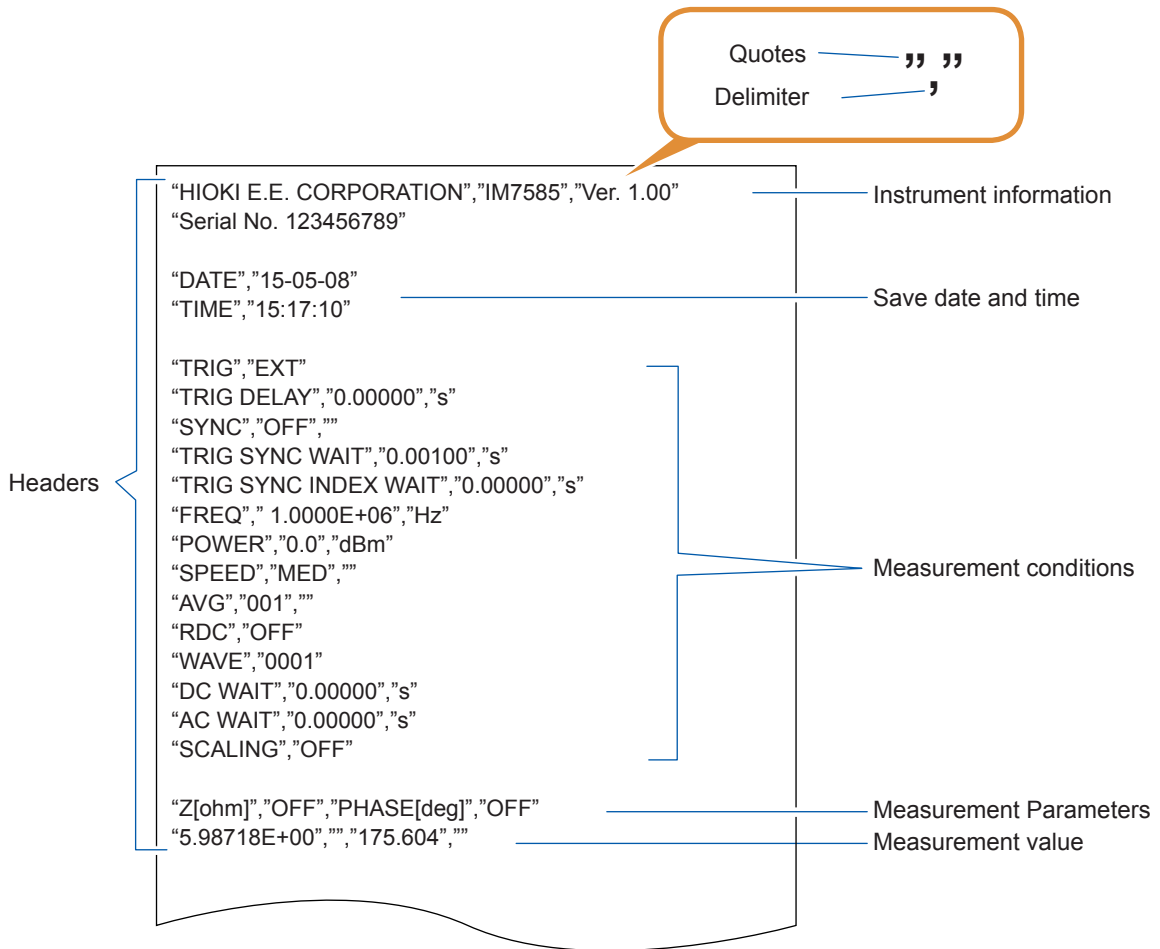 Quotes
”,”
Delimiter
“HIOKI E.E. CORPORATION”,”IM7585”,”Ver. 1.00”
Instrument information
“Serial No. 123456789”
“DATE”,”15-05-08”
“TIME”,”15:17:10”
Save date and time
“TRIG”,”EXT”
“TRIG DELAY”,”0.00000”,”s”
“SYNC”,”OFF”,””
“TRIG SYNC WAIT”,”0.00100”,”s”
“TRIG SYNC INDEX WAIT”,”0.00000”,”s”
Headers
“FREQ”,” 1.0000E+06”,”Hz”
“POWER”,”0.0”,”dBm”
“SPEED”,”MED”,””
Measurement conditions
“AVG”,”001”,””
“RDC”,”OFF”
“WAVE”,”0001”
“DC WAIT”,”0.00000”,”s”
“AC WAIT”,”0.00000”,”s”
“SCALING”,”OFF”
“Z[ohm]”,”OFF”,”PHASE[deg]”,”OFF”
Measurement Parameters
“5.98718E+00”,””,”175.604”,””
Measurement value